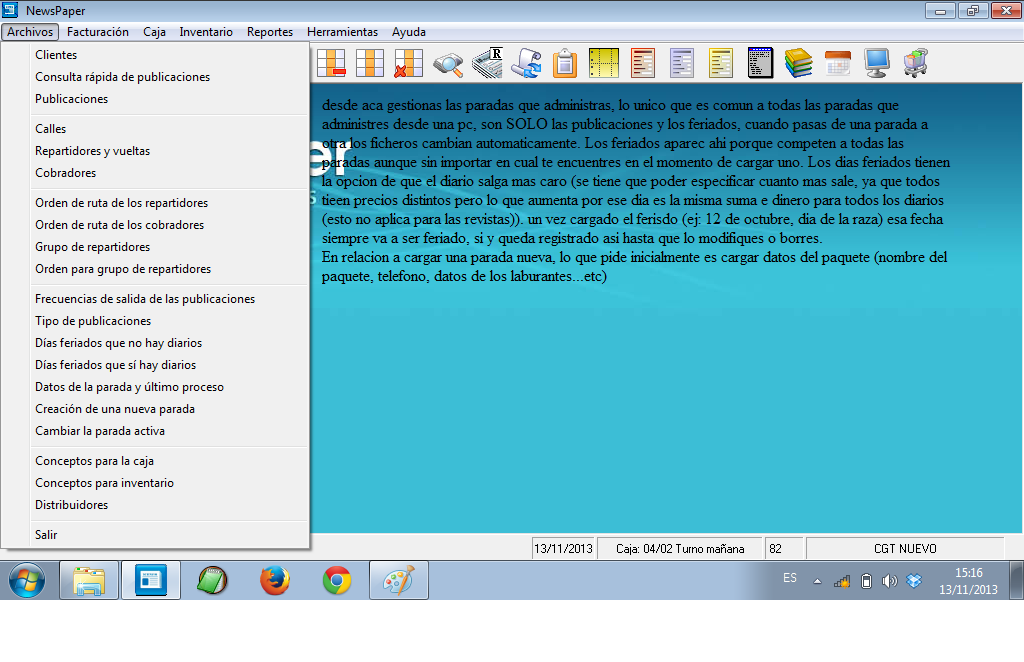 NewsPaper
Archivos Facturación Caja Inventario Reportes Herramientas Ayuda
Clientes
Consulta rápida de publicaciones
Publicaciones
Calles
Repartidores y vueltas
Cobradores
Orden de ruta de los repartidores
Orden de ruta de los cobradores
Grupo de repartidores
Orden para grupo de repartidores
Frecuencias de salida de las publicaciones
Tipo de publicaciones
Días feriados que no hay diarios
Días feriados que sí hay diarios
Datos de la parada y último proceso
Creación de una nueva parada
Cambiar la parada activa
Conceptos para la caja
Conceptos para inventario
Distribuidores
Salir
R
desde aca gestionas las paradas que administras, lo unico que es comun a todas las paradas que
administres desde una pc, son SOLO las publicaciones y los feriados, cuando pasas de una parada a
otra los ficheros cambian automaticamente. Los feriados aparec ahi porque competen a todas las
paradas aunque sin importar en cual te encuentres en el momento de cargar uno. Los dias feriados tienen
la opcion de que el diario salga mas caro (se tiene que poder especificar cuanto mas sale, ya que todos
tieen precios distintos pero lo que aumenta por ese dia es la misma suma e dinero para todos los diarios
(esto no aplica para las revistas)). un vez cargado el ferisdo (ej: 12 de octubre, dia de la raza) esa fecha
siempre va a ser feriado, si y queda registrado asi hasta que lo modifiques o borres.
En relacion a cargar una parada nueva, lo que pide inicialmente es cargar datos del paquete (nombre del
paquete, telefono, datos de los laburantes...etc)
er
S
13/11/2013 Caja: 04/02 Turno mañana 82 CGT NUEVO
ES 15:16
13/11/2013